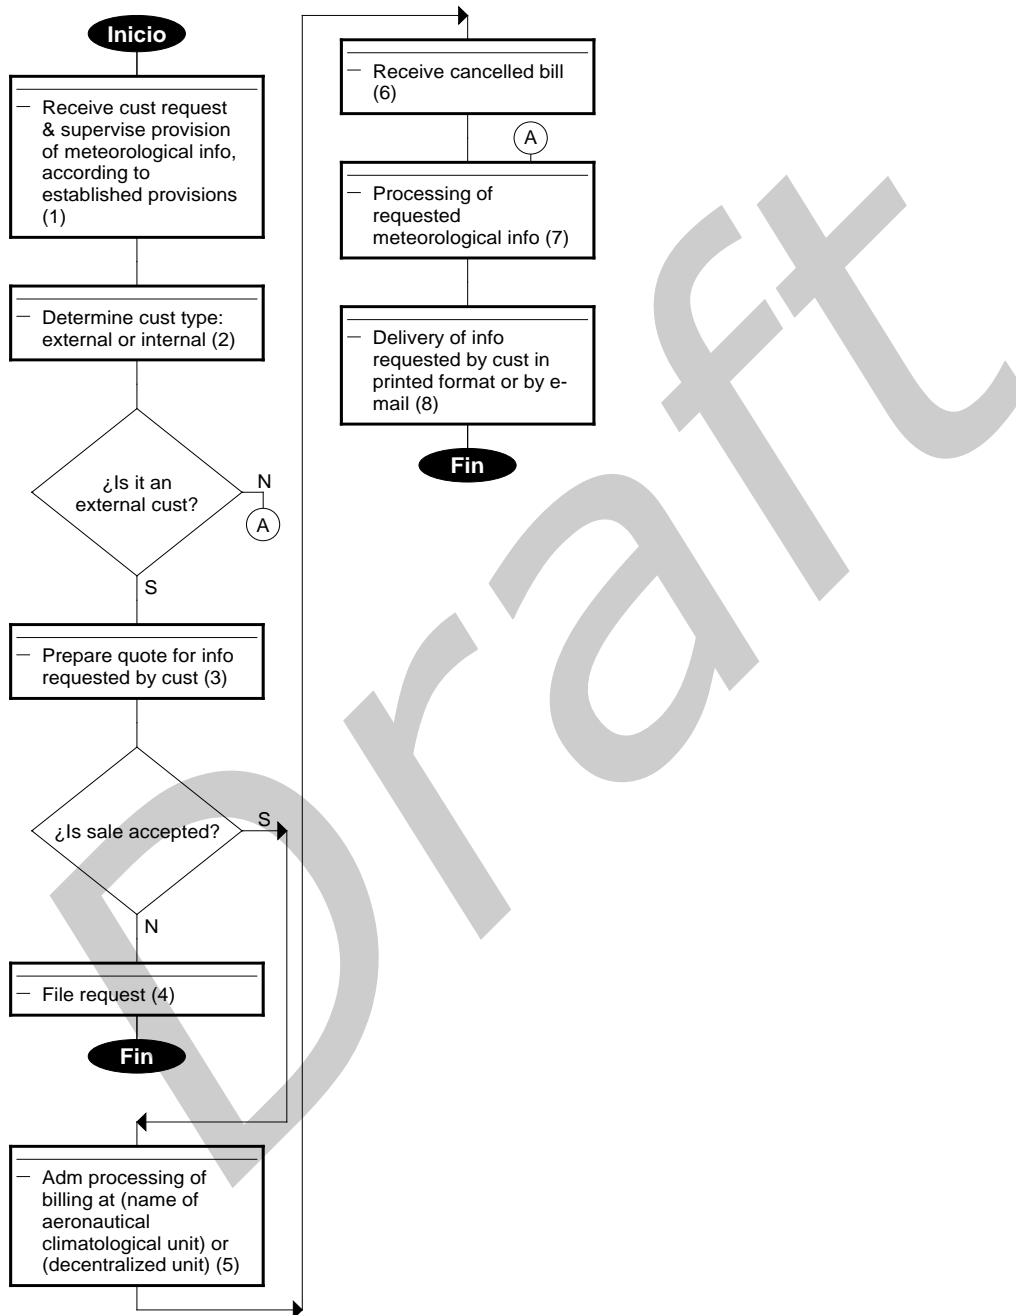 Inicio
Receive cust request
& supervise provision
of meteorological info,
according to
established provisions
(1)
Determine cust type:
external or internal (2)
¿Is it an
external cust?
N
A
S
Prepare quote for info
requested by cust (3)
¿Is sale accepted?
S
N
File request (4)
Fin
Adm processing of
billing at (name of
aeronautical
climatological unit) or
(decentralized unit) (5)
Receive cancelled bill
(6)
A
Processing of
requested
meteorological info (7)
Delivery of info
requested by cust in
printed format or by e-
mail (8)
Fin
Draft